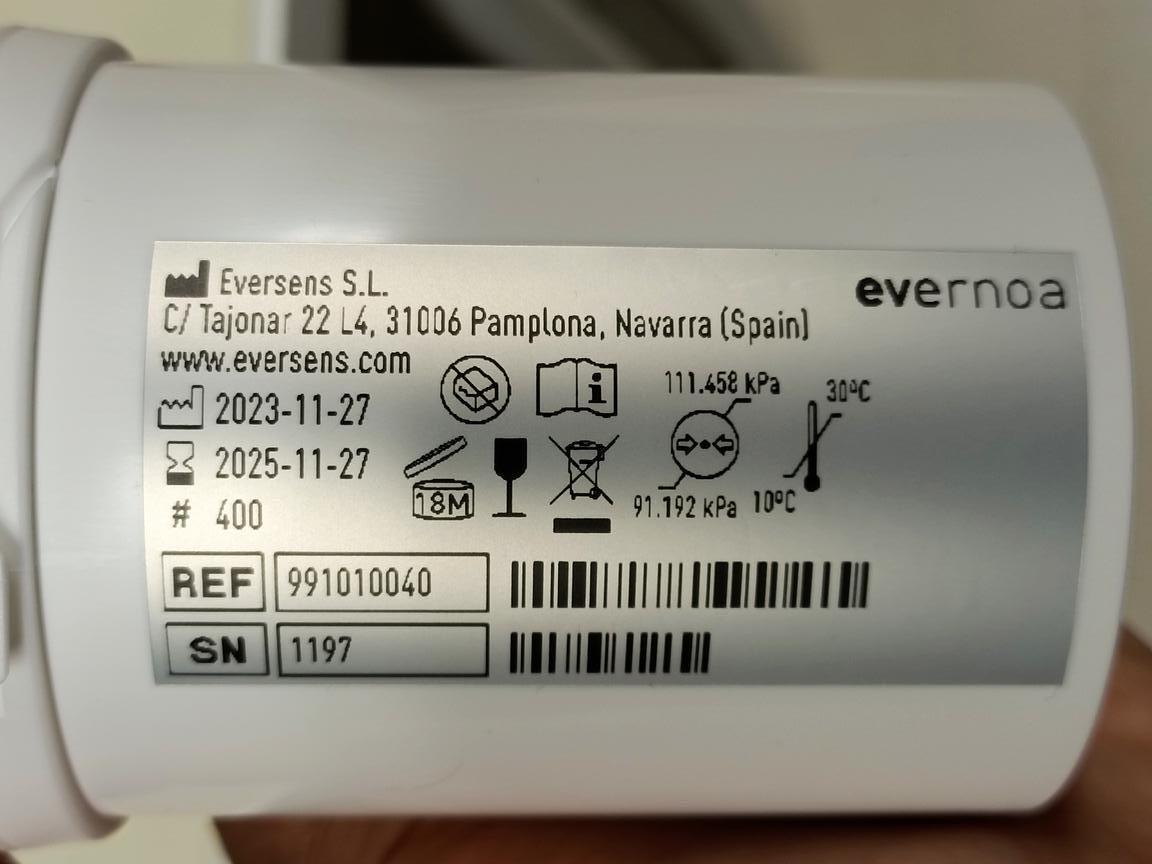 Eversens S.L.
evernoa
C/ Tajonar 22 L4, 31006 Pamplona, Navarra (Spain)
www.eversens.com
2023-11-27
2025-11-27
# 400
18M
111.458 kPa
91.192 kPa
30ºC
10ºC
REF 991010040
SN 1197